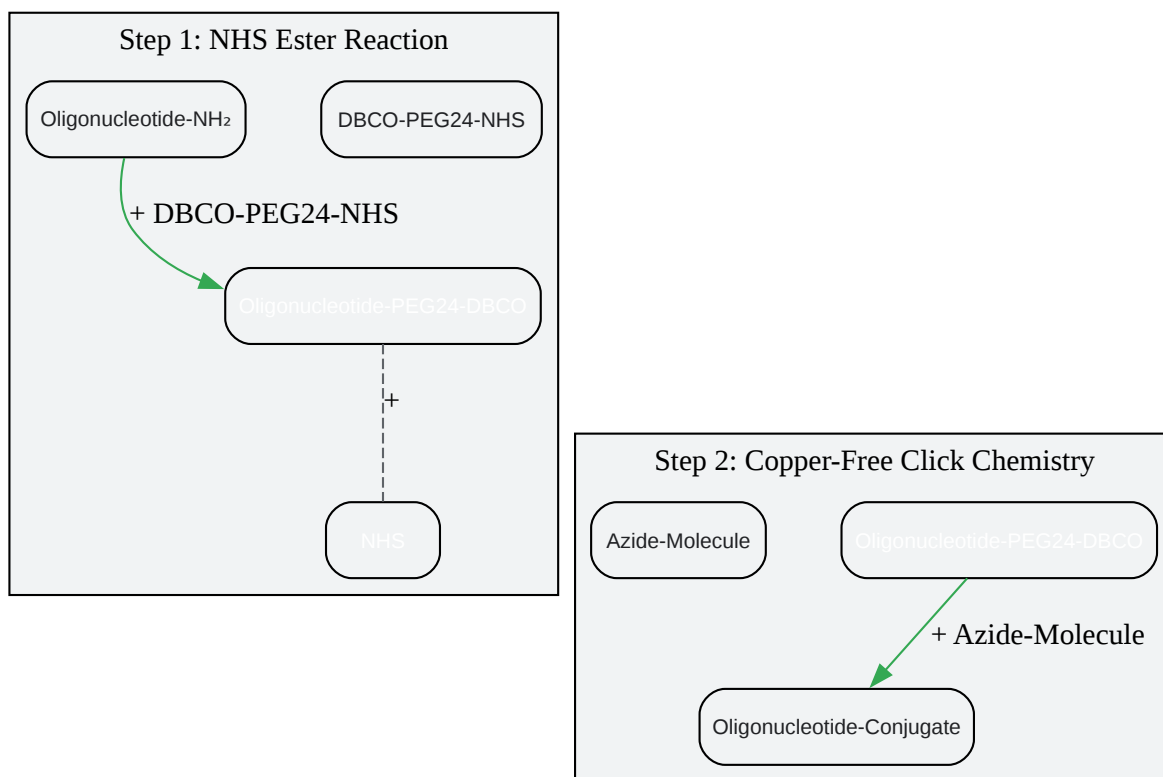 Step 1: NHS Ester Reaction
Oligonucleotide-NH₂
DBCO-PEG24-NHS
+ DBCO-PEG24-NHS
Oligonucleotide-PEG24-DBCO
+
NHS
Step 2: Copper-Free Click Chemistry
Azide-Molecule
Oligonucleotide-PEG24-DBCO
+ Azide-Molecule
Oligonucleotide-Conjugate